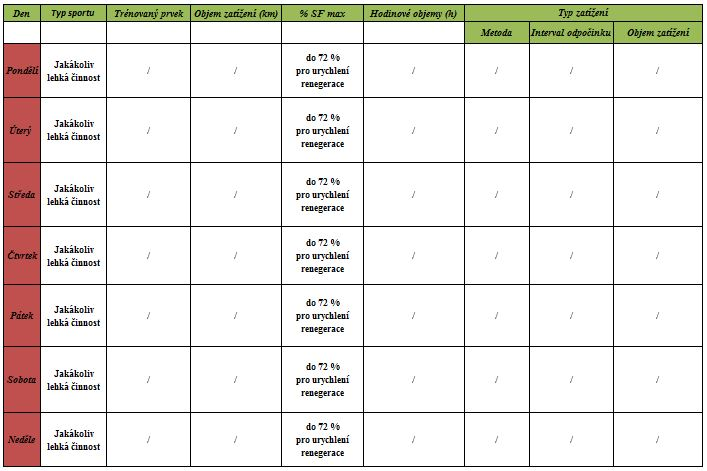 Den Typ sportu Trénovaný prvek Objem zatížení (km) % SF max Hodinové objemy (h) Typ zatížení
Metoda Interval odpočinku Objem zatížení
Pondělí Jakákoliv lehká činnost / / do 72 % pro urychlení renegerace / / / /
Úterý Jakákoliv lehká činnost / / do 72 % pro urychlení renegerace / / / /
Středa Jakákoliv lehká činnost / / do 72 % pro urychlení renegerace / / / /
Čtvrtek Jakákoliv lehká činnost / / do 72 % pro urychlení renegerace / / / /
Pátek Jakákoliv lehká činnost / / do 72 % pro urychlení renegerace / / / /
Sobota Jakákoliv lehká činnost / / do 72 % pro urychlení renegerace / / / /
Neděle Jakákoliv lehká činnost / / do 72 % pro urychlení renegerace / / / /